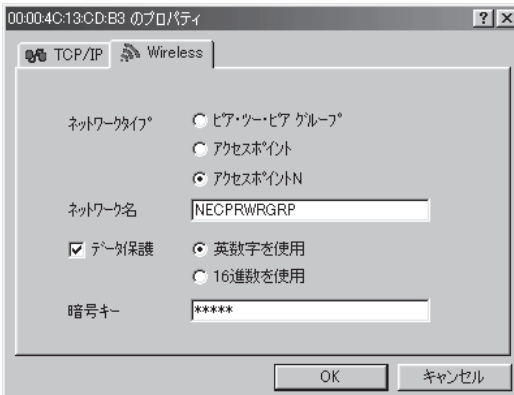 00:00:4C:13:CD:B3 のプロパティ
TCP/IP
Wireless
ネットワークタイプ
ピア・ツー・ピア グループ
アクセスポイント
アクセスポイントN
ネットワーク名
NECPRWRGRP
データ保護
英数字を使用
16進数を使用
暗号キー
*****
OK
キャンセル